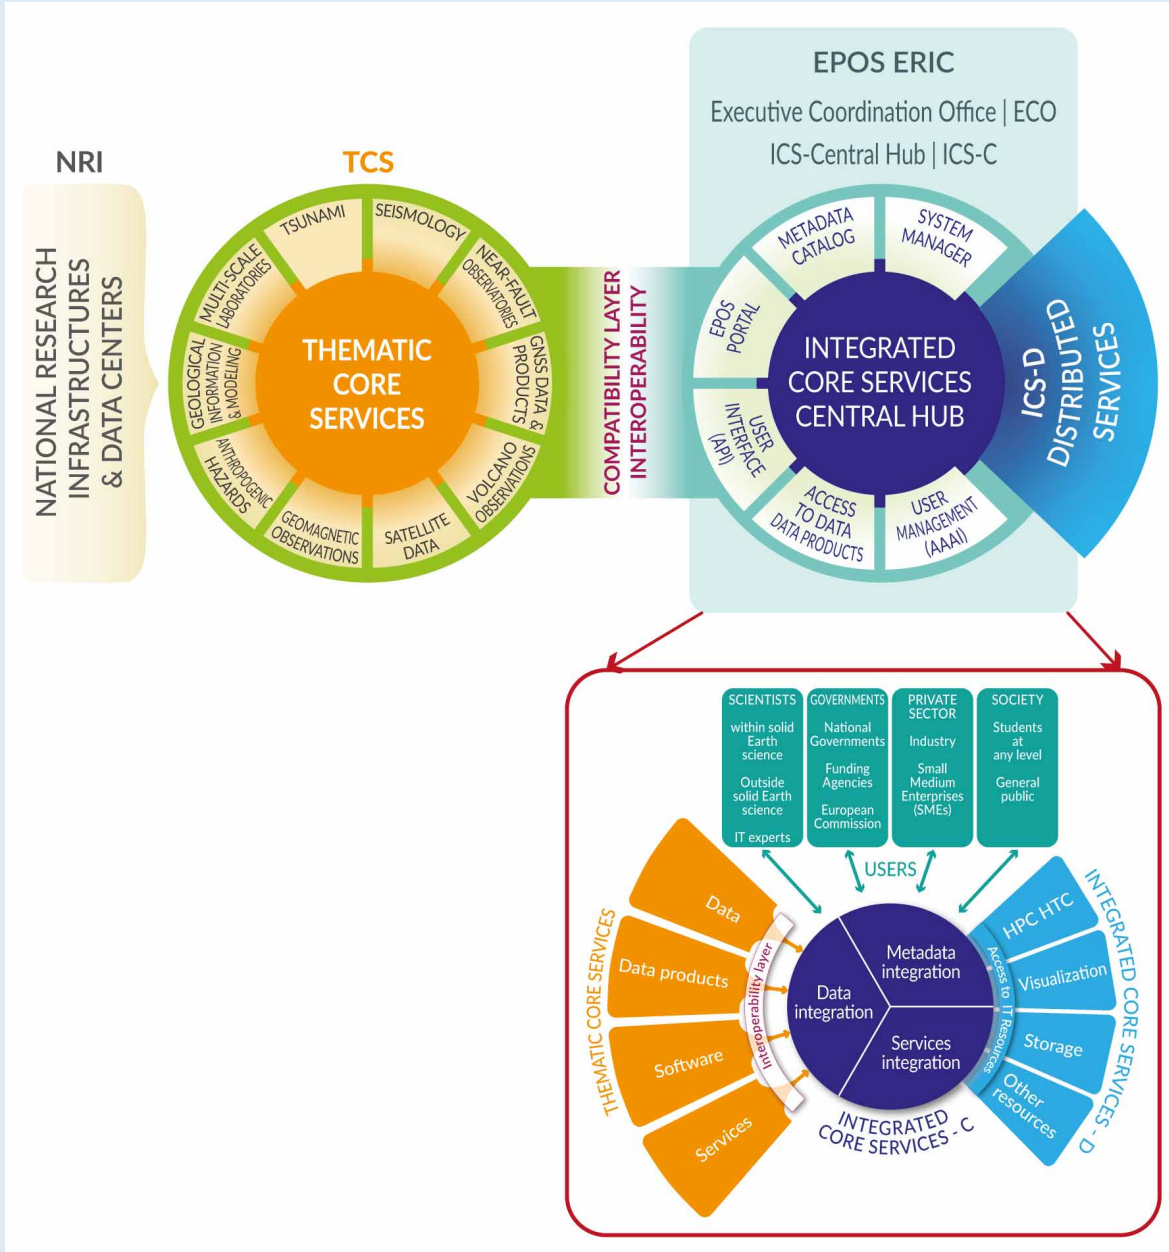 EPOS ERIC
Executive Coordination Office | ECO
ICS-Central Hub | ICS-C
NRI
NATIONAL RESEARCH
INFRASTRUCTURES
& DATA CENTERS
TCS
TSUNAMI
SEISMOLOGY
NEAR-FAULT
OBSERVATORIES
GNSS DATA &
PRODUCTS
VOLCANO
OBSERVATIONS
SATELLITE
DATA
GEOMAGNETIC
OBSERVATIONS
ANTHROPOGENIC
HAZARDS
GEOLOGICAL
INFORMATION
& MODELING
MULTI-SCALE
LABORATORIES
THEMATIC
CORE
SERVICES
COMPATIBILITY LAYER
INTEROPERABILITY
METADATA
CATALOG
SYSTEM
MANAGER
EPOS
PORTAL
USER
INTERFACE
(API)
ACCESS
TO DATA
DATA PRODUCTS
USER
MANAGEMENT
(AAAI)
INTEGRATED
CORE SERVICES
CENTRAL HUB
ICS-D
DISTRIBUTED
SERVICES
SCIENTISTS
within solid
Earth
science
Outside
solid Earth
science
IT experts
GOVERNMENTS
National
Governments
Funding
Agencies
European
Commission
PRIVATE
SECTOR
Industry
Small
Medium
Enterprises
(SMEs)
SOCIETY
Students
at
any level
General
public
USERS
THEMATIC CORE SERVICES
Data
Data products
Software
Services
Interoperability layer
Data
integration
Metadata
integration
Services
integration
INTEGRATED
CORE SERVICES - C
Access to IT Resources
HPC HTC
Visualization
Storage
Other
resources
INTEGRATED CORE SERVICES - D